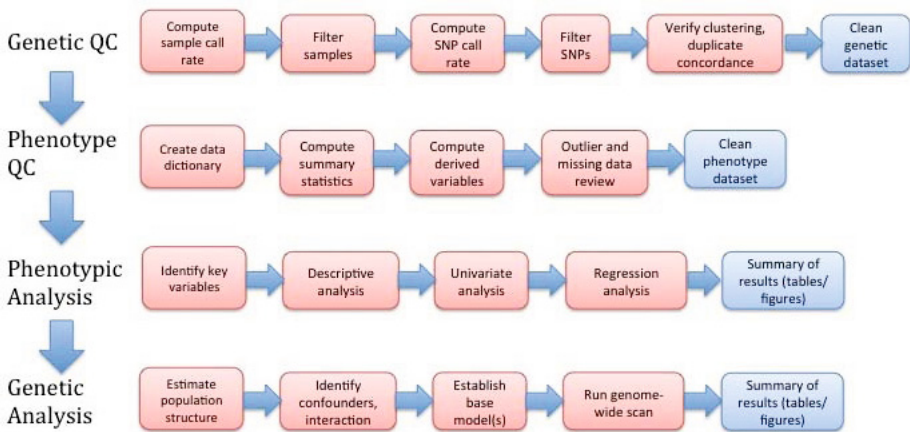 Genetic QC
Compute
sample call
rate
Filter
samples
Compute
SNP call
rate
Filter
SNPs
Verify clustering,
duplicate
concordance
Clean
genetic
dataset
Phenotype
QC
Create data
dictionary
Compute
summary
statistics
Compute
derived
variables
Outlier and
missing data
review
Clean
phenotype
dataset
Phenotypic
Analysis
Identify key
variables
Descriptive
analysis
Univariate
analysis
Regression
analysis
Summary of
results (tables/
figures)
Genetic
Analysis
Estimate
population
structure
Identify
confounders,
interaction
Establish
base
model(s)
Run genome-
wide scan
Summary of
results (tables/
figures)